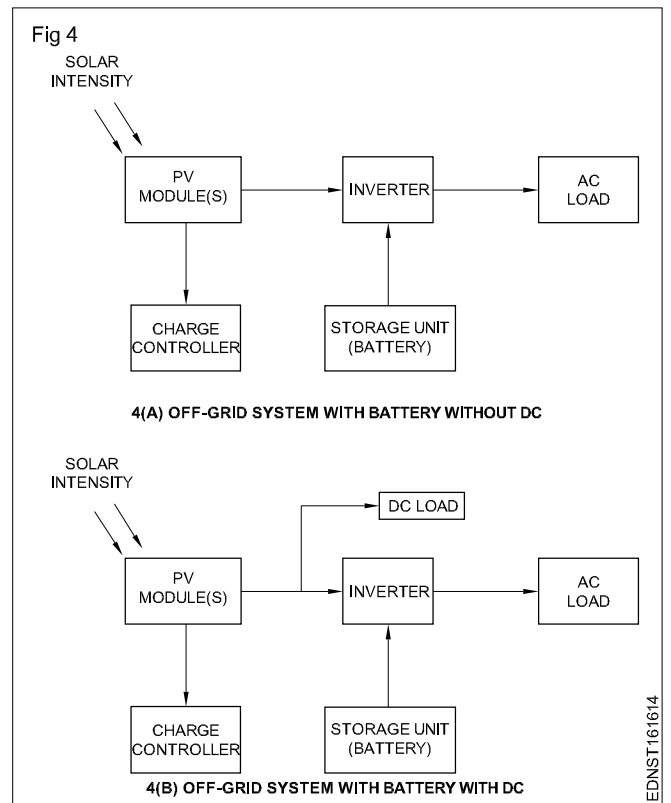 Fig 4
SOLAR
INTENSITY
PV
MODULE(S)
INVERTER
AC
LOAD
CHARGE
CONTROLLER
STORAGE UNIT
(BATTERY)
4(A) OFF-GRID SYSTEM WITH BATTERY WITHOUT DC
SOLAR
INTENSITY
DC LOAD
PV
MODULE(S)
INVERTER
AC
LOAD
CHARGE
CONTROLLER
STORAGE UNIT
(BATTERY)
4(B) OFF-GRID SYSTEM WITH BATTERY WITH DC
EDNST161614